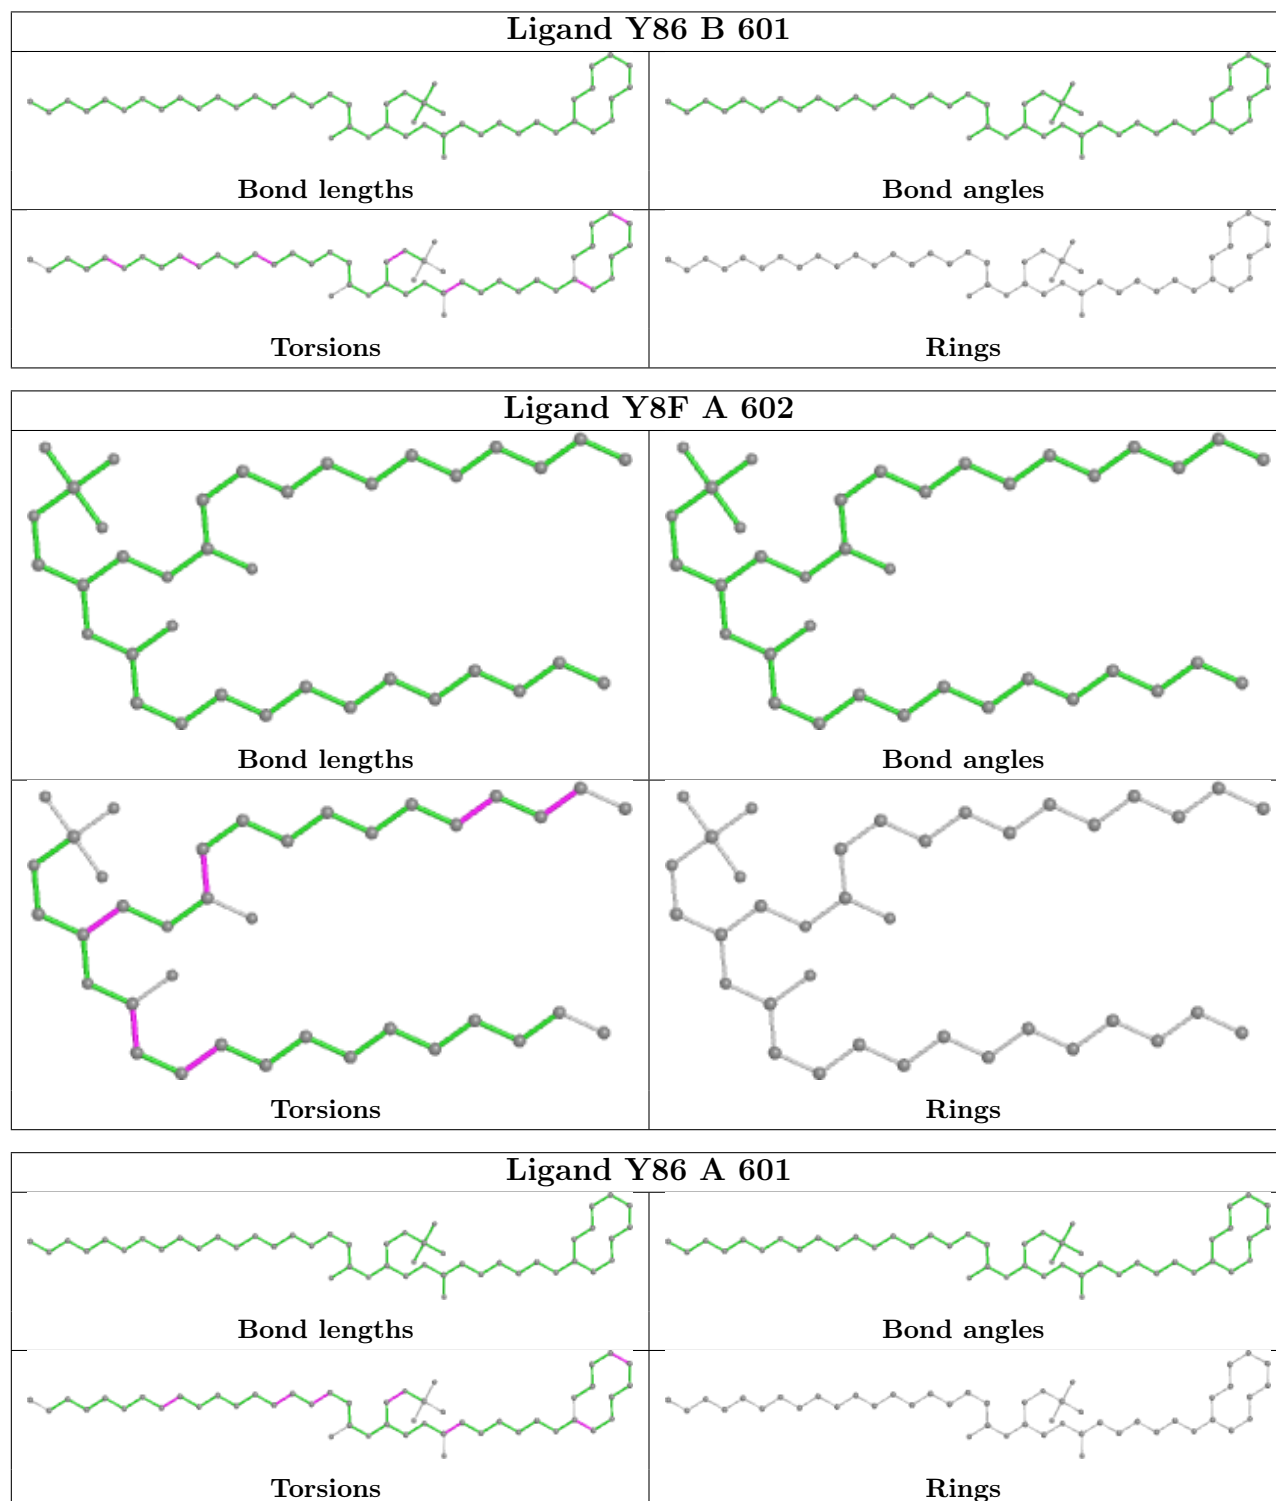 Ligand Y86 B 601
Bond lengths
Bond angles
Torsions
Rings
Ligand Y8F A 602
Bond lengths
Bond angles
Torsions
Rings
Ligand Y86 A 601
Bond lengths
Bond angles
Torsions
Rings